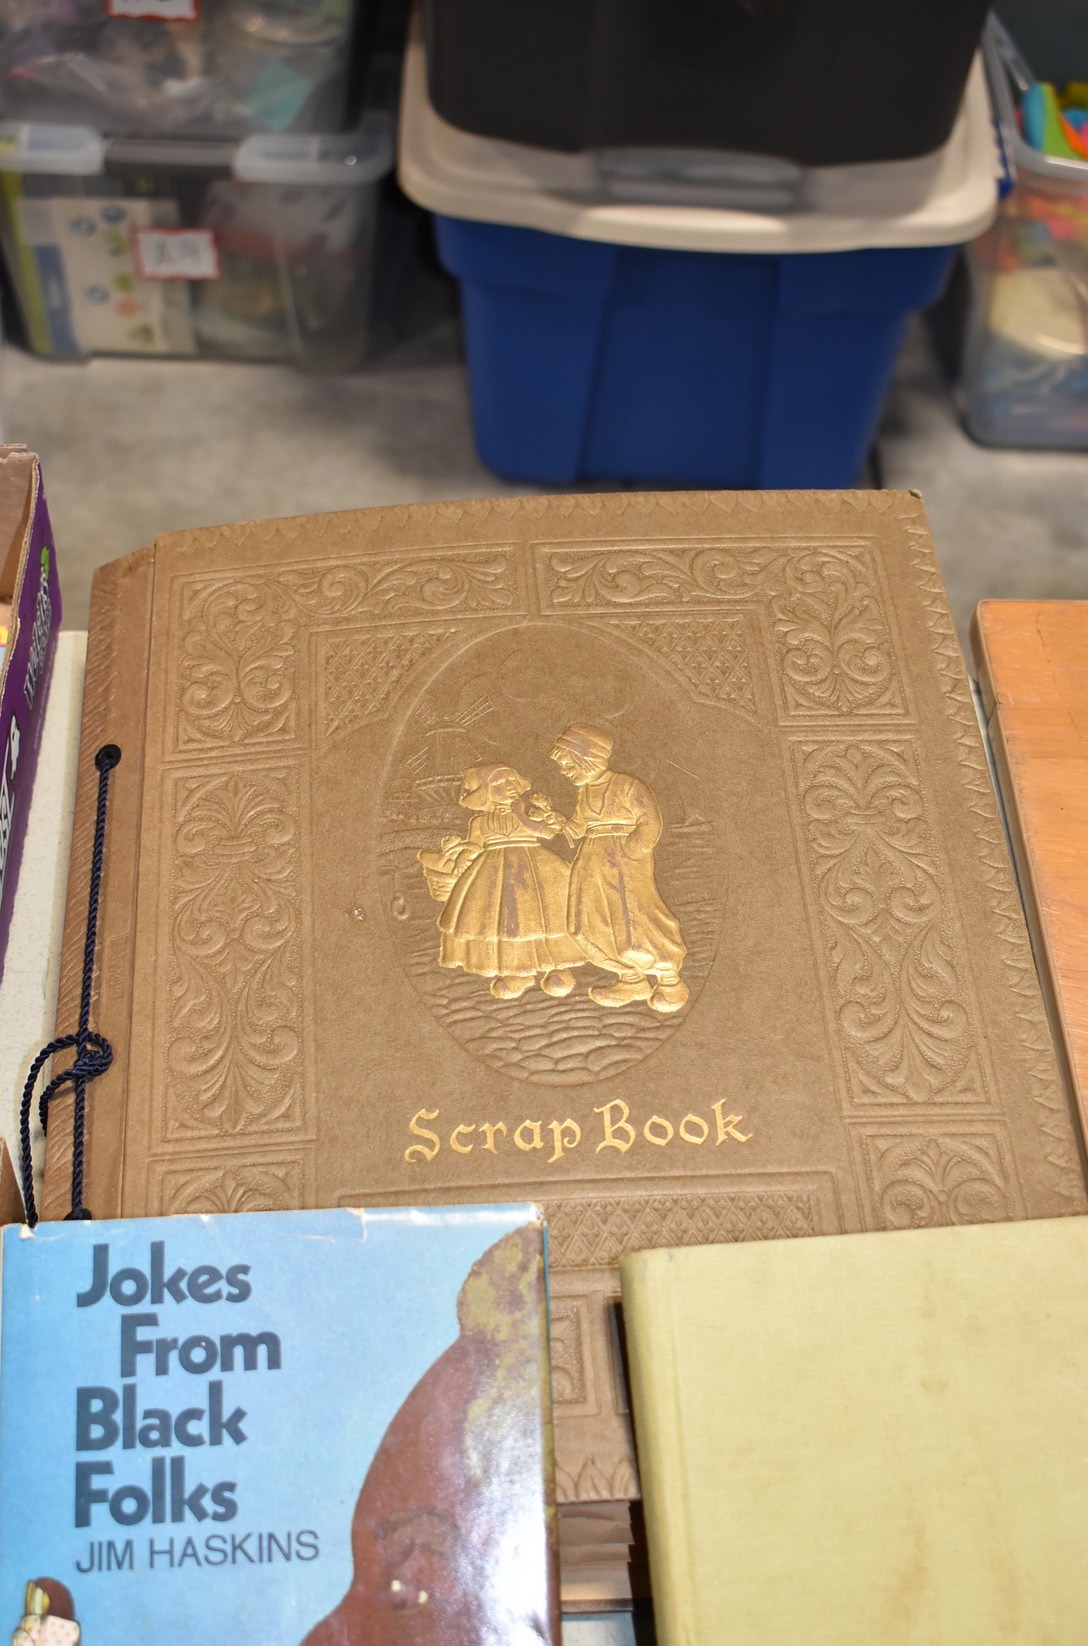 Scrap Book
Jokes
From
Black
Folks
JIM HASKINS